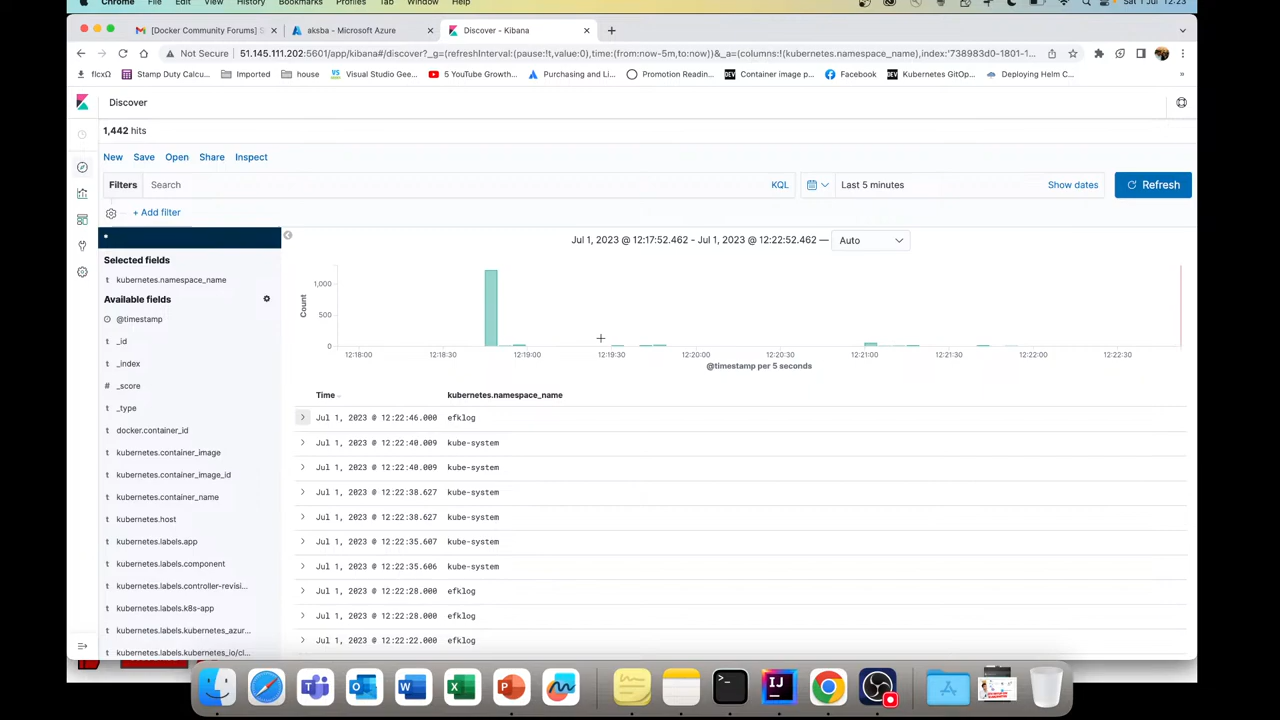 Chrome File Edit View History Bookmarks Profiles Tab Window Help
Sat 1 Jul 12:23
[Docker Community Forums] S
aksba - Microsoft Azure
Discover - Kibana
Not Secure 51.145.111.202:5601/app/kibana#/discover?_g=(refreshInterval:(pause:!t,value:0),time:(from:now-5m,to:now))&_a=(columns:!(kubernetes.namespace_name),index:'738983d0-1801-1...
flcxΩ
Stamp Duty Calcu...
Imported
house
Visual Studio Gee...
5 YouTube Growth...
Purchasing and Li...
Promotion Readin...
Container image p...
Facebook
Kubernetes GitOp...
Deploying Helm C...
»
Discover
1,442 hits
New Save Open Share Inspect
Filters Search KQL Last 5 minutes Show dates Refresh
+ Add filter
Jul 1, 2023 @ 12:17:52.462 - Jul 1, 2023 @ 12:22:52.462 — Auto
Selected fields
t kubernetes.namespace_name
Available fields
@timestamp
t _id
t _index
# _score
t _type
t docker.container_id
t kubernetes.container_image
t kubernetes.container_image_id
t kubernetes.container_name
t kubernetes.host
t kubernetes.labels.app
t kubernetes.labels.component
t kubernetes.labels.controller-revisi...
t kubernetes.labels.k8s-app
t kubernetes.labels.kubernetes_azur...
t kubernetes.labels.kubernetes_io/cl...
Count
1,000
500
0
12:18:00 12:18:30 12:19:00 12:19:30 12:20:00 12:20:30 12:21:00 12:21:30 12:22:00 12:22:30
@timestamp per 5 seconds
Time kubernetes.namespace_name
Jul 1, 2023 @ 12:22:46.000 efklog
Jul 1, 2023 @ 12:22:40.009 kube-system
Jul 1, 2023 @ 12:22:40.009 kube-system
Jul 1, 2023 @ 12:22:38.627 kube-system
Jul 1, 2023 @ 12:22:38.627 kube-system
Jul 1, 2023 @ 12:22:35.607 kube-system
Jul 1, 2023 @ 12:22:35.606 kube-system
Jul 1, 2023 @ 12:22:28.000 efklog
Jul 1, 2023 @ 12:22:28.000 efklog
Jul 1, 2023 @ 12:22:22.000 efklog